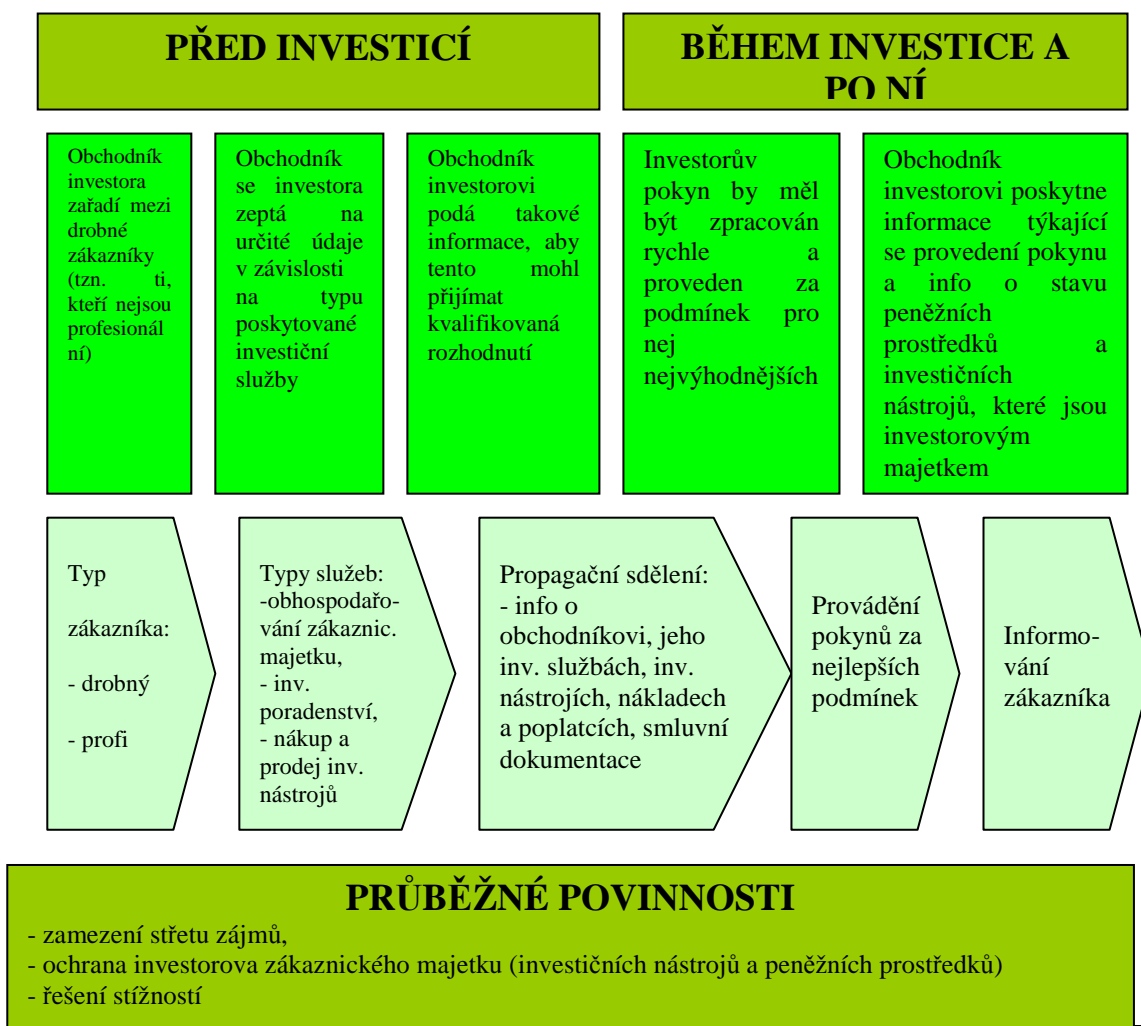 PŘED INVESTICÍ
BĚHEM INVESTICE A
PO NÍ
Obchodník
investora
zařadí mezi
drobné
zákazníky
(tzn. ti,
kteří nejsou
profesionál
ní)
Obchodník
se investora
zeptá na
určité údaje
v závislosti
na typu
poskytované
investiční
služby
Obchodník
investorovi
podá takové
informace, aby
tento mohl
přijímat
kvalifikovaná
rozhodnutí
Investorův
pokyn by měl
být zpracován
rychle a
proveden za
podmínek pro
nej
nejvýhodnějších
Obchodník
investorovi poskytne
informace týkající
se provedení pokynu
a info o stavu
peněžních
prostředků a
investičních
nástrojů, které jsou
investorovým
majetkem
Typ
zákazníka:
- drobný
- profi
Typy služeb:
-obhospodařo-
vání zákaznic.
majetku,
- inv.
poradenství,
- nákup a
prodej inv.
nástrojů
Propagační sdělení:
- info o
obchodníkovi, jeho
inv. službách, inv.
nástrojích, nákladech
a poplatcích, smluvní
dokumentace
Provádění
pokynů za
nejlepších
podmínek
Informo-
vání
zákazníka
PRŮBĚŽNÉ POVINNOSTI
- zamezení střetu zájmů,
- ochrana investorova zákaznického majetku (investičních nástrojů a peněžních prostředků)
- řešení stížností